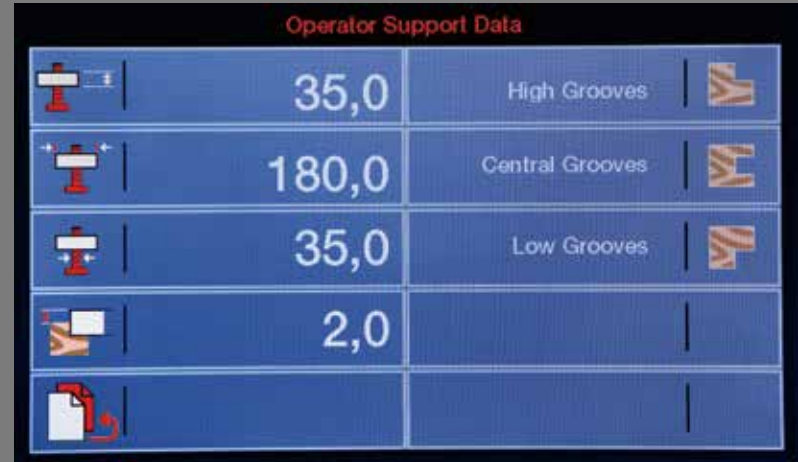 Operator Support Data
35,0
High Grooves
180,0
Central Grooves
35,0
Low Grooves
2,0